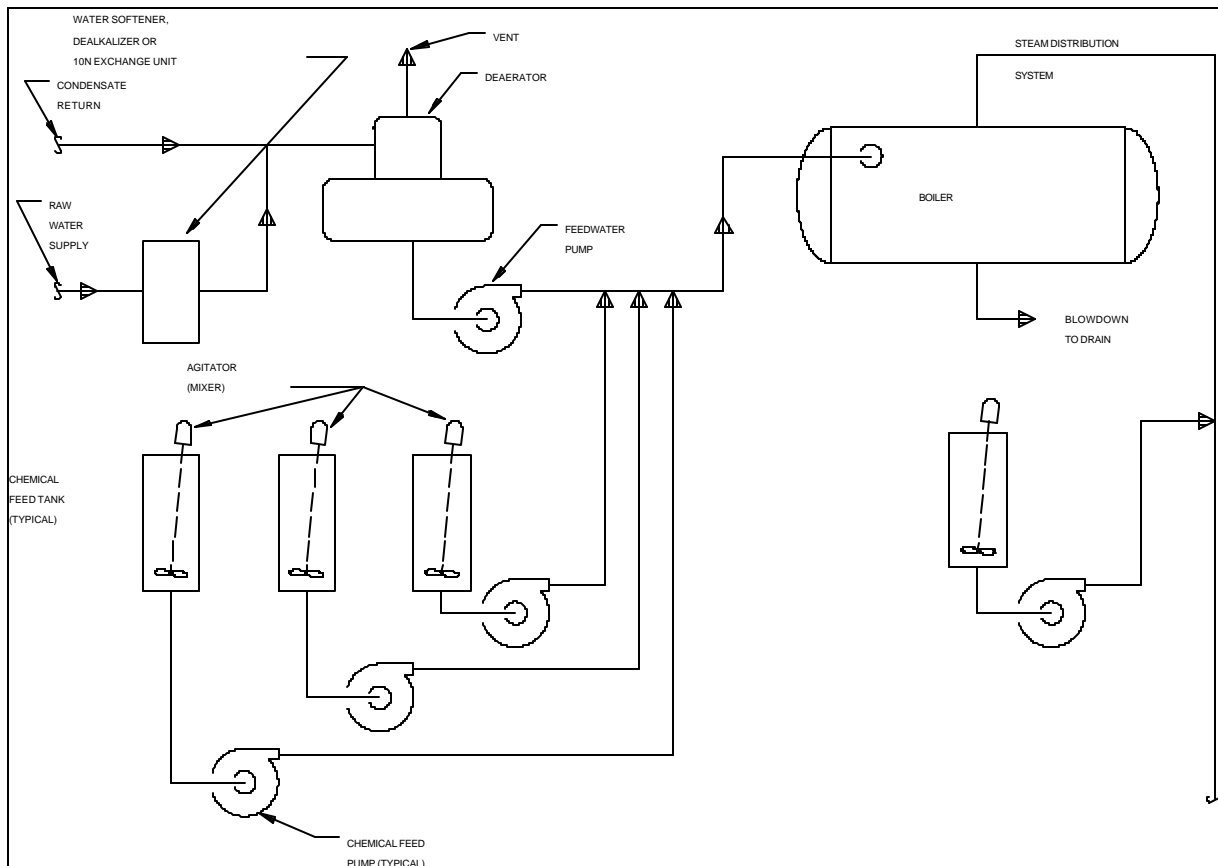 WATER SOFTENER,
DEALKALIZER OR
10N EXCHANGE UNIT
CONDENSATE
RETURN
VENT
DEAERATOR
STEAM DISTRIBUTION
SYSTEM
RAW
WATER
SUPPLY
FEEDWATER
PUMP
BOILER
BLOWDOWN
TO DRAIN
AGITATOR
(MIXER)
CHEMICAL
FEED TANK
(TYPICAL)
CHEMICAL FEED
PUMP (TYPICAL)